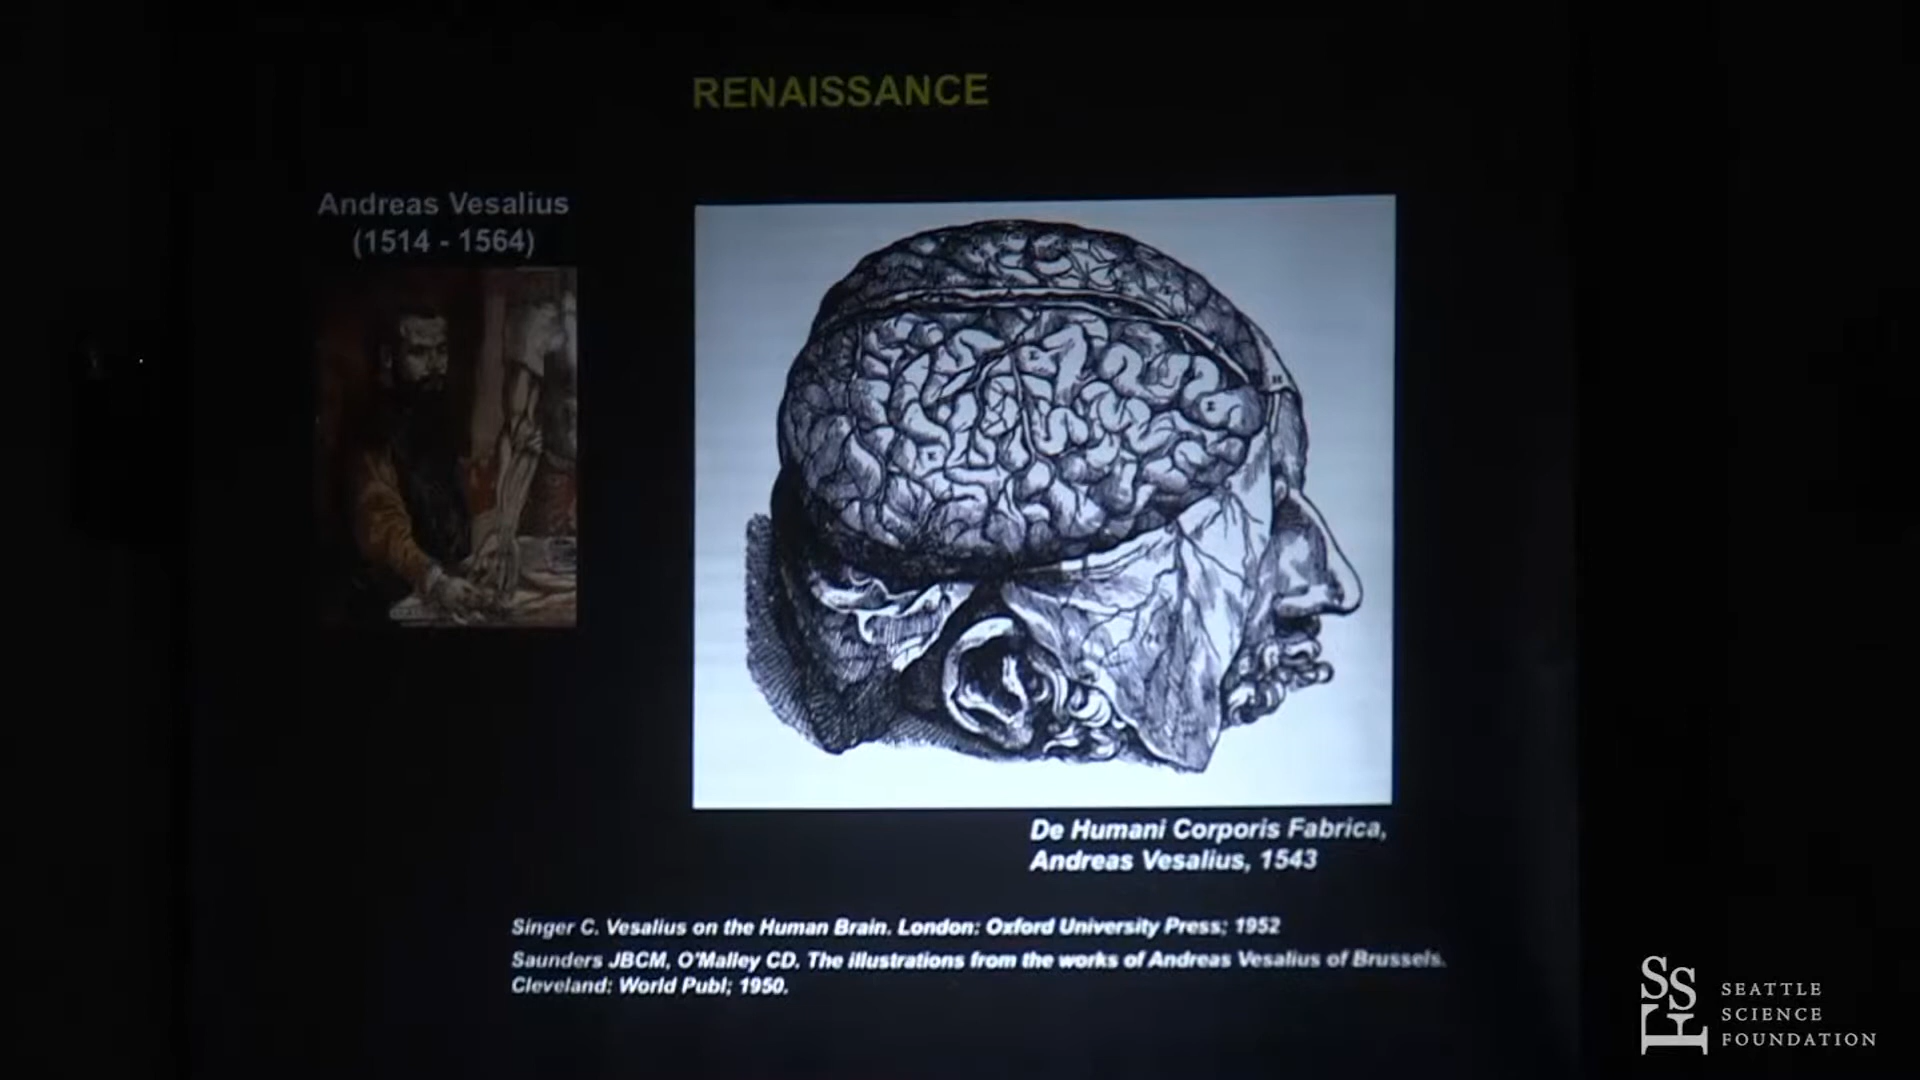 RENAISSANCE
Andreas Vesalius
(1514 - 1564)
De Humani Corporis Fabrica,
Andreas Vesalius, 1543
Singer C. Vesalius on the Human Brain. London: Oxford University Press; 1952
Saunders JBCM, O'Malley CD. The illustrations from the works of Andreas Vesalius of Brussels.
Cleveland: World Publ; 1950.
SSF
SEATTLE
SCIENCE
FOUNDATION